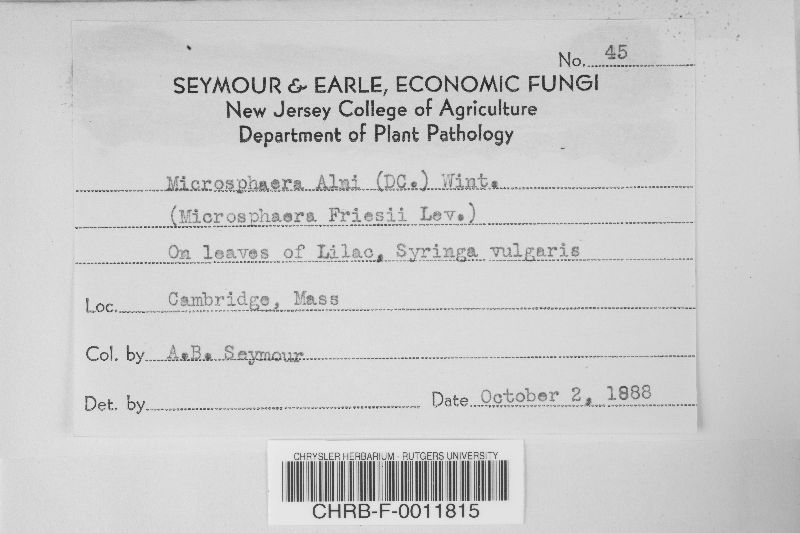 No. 45
SEYMOUR & EARLE, ECONOMIC FUNGI
New Jersey College of Agriculture
Department of Plant Pathology
Microsphaera Alni (DC.) Wint.
(Microsphaera Friesii Lev.)
On leaves of Lilac, Syringa vulgaris
Loc. Cambridge, Mass
Col. by A.B. Seymour
Det. by Date October 2, 1888
CHRYSLER HERBARIUM - RUTGERS UNIVERSITY
CHRB-F-0011815